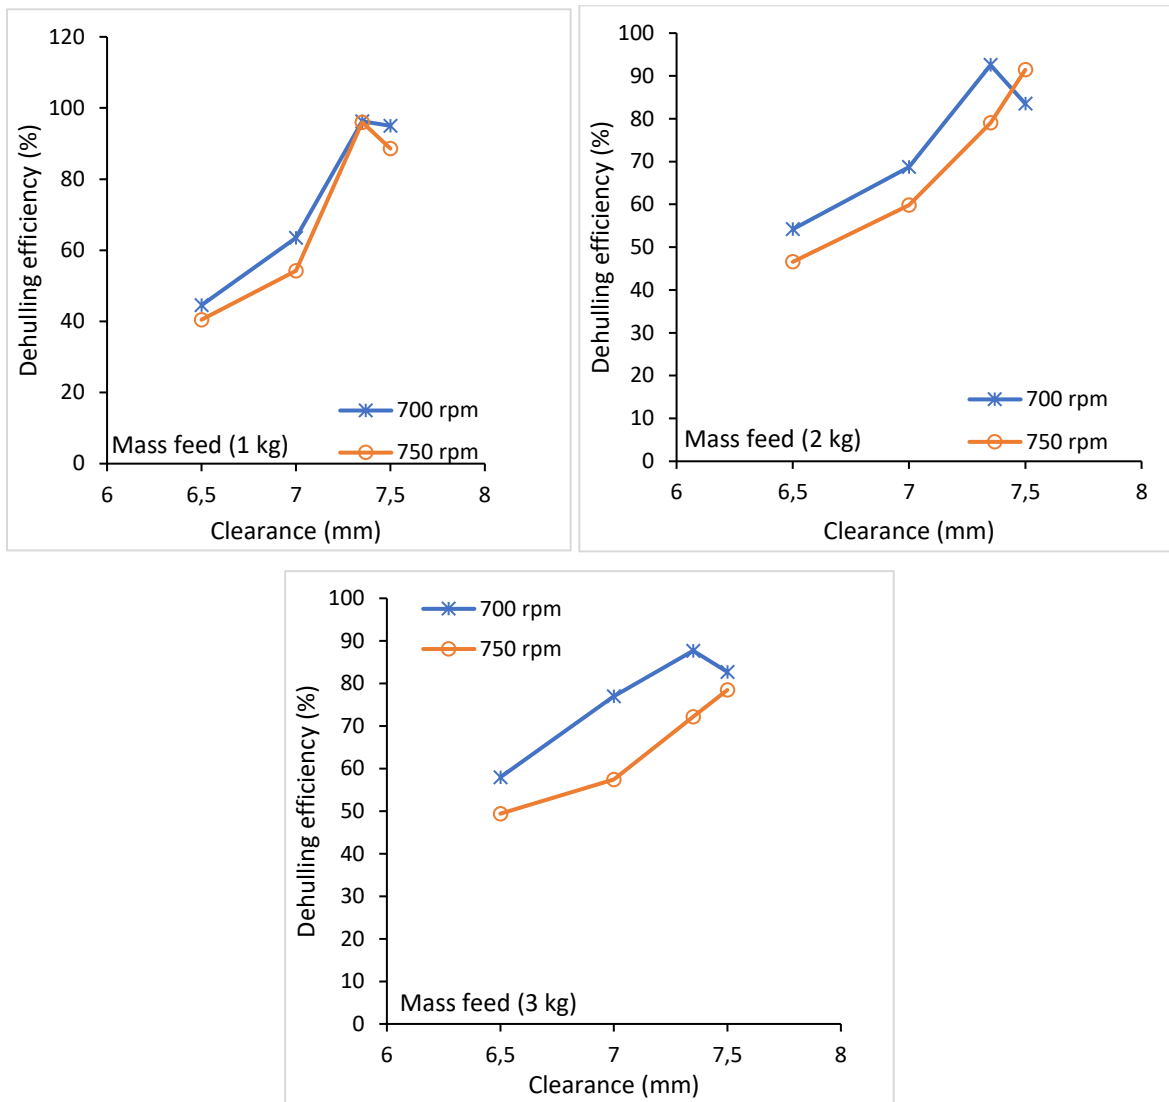 Dehulling efficiency (%)
120
100
80
60
40
20
0
6
6,5
7
7,5
8
Clearance (mm)
Mass feed (1 kg)
700 rpm
750 rpm
Dehulling efficiency (%)
100
90
80
70
60
50
40
30
20
10
0
6
6,5
7
7,5
8
Clearance (mm)
Mass feed (2 kg)
700 rpm
750 rpm
Dehulling efficiency (%)
100
90
80
70
60
50
40
30
20
10
0
6
6,5
7
7,5
8
Clearance (mm)
700 rpm
750 rpm
Mass feed (3 kg)